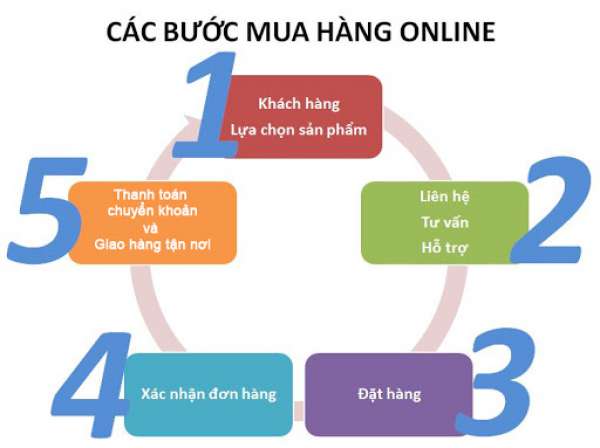 CÁC BƯỚC MUA HÀNG ONLINE
1
Khách hàng
Lựa chọn sản phẩm
2
Liên hệ
Tư vấn
Hỗ trợ
3
Đặt hàng
4
Xác nhận đơn hàng
5
Thanh toán
chuyển khoản
và
Giao hàng tận nơi